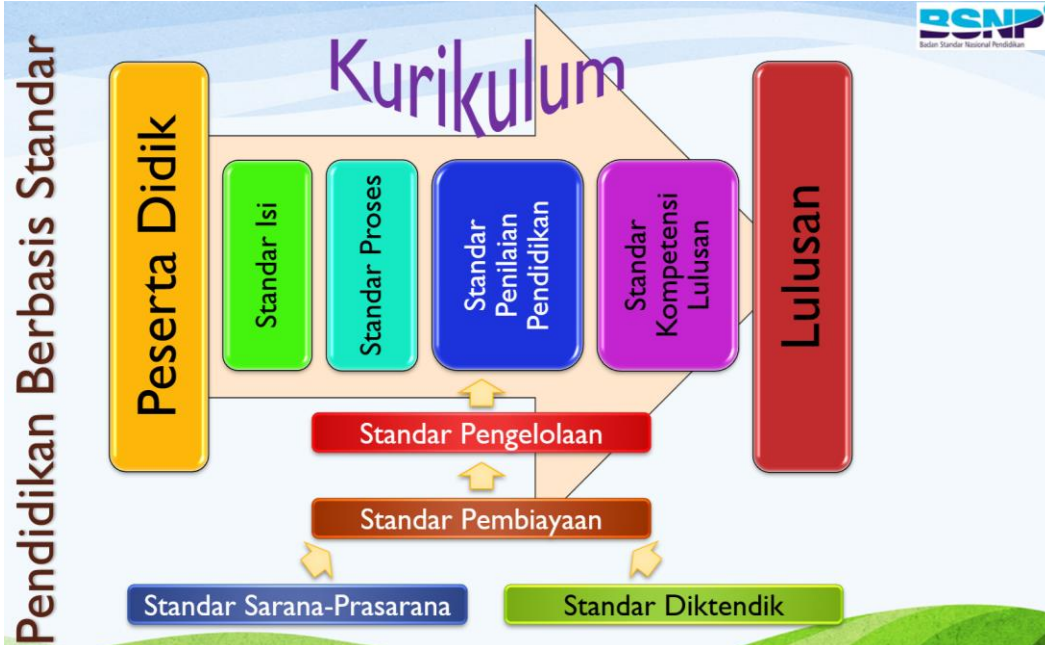 Pendidikan Berbasis Standar
BSNP
Badan Standar Nasional Pendidikan
Kurikulum
Peserta Didik
Standar Isi
Standar Proses
Standar
Penilaian
Pendidikan
Standar
Kompetensi
Lulusan
Lulusan
Standar Pengelolaan
Standar Pembiayaan
Standar Sarana-Prasarana
Standar Diktendik